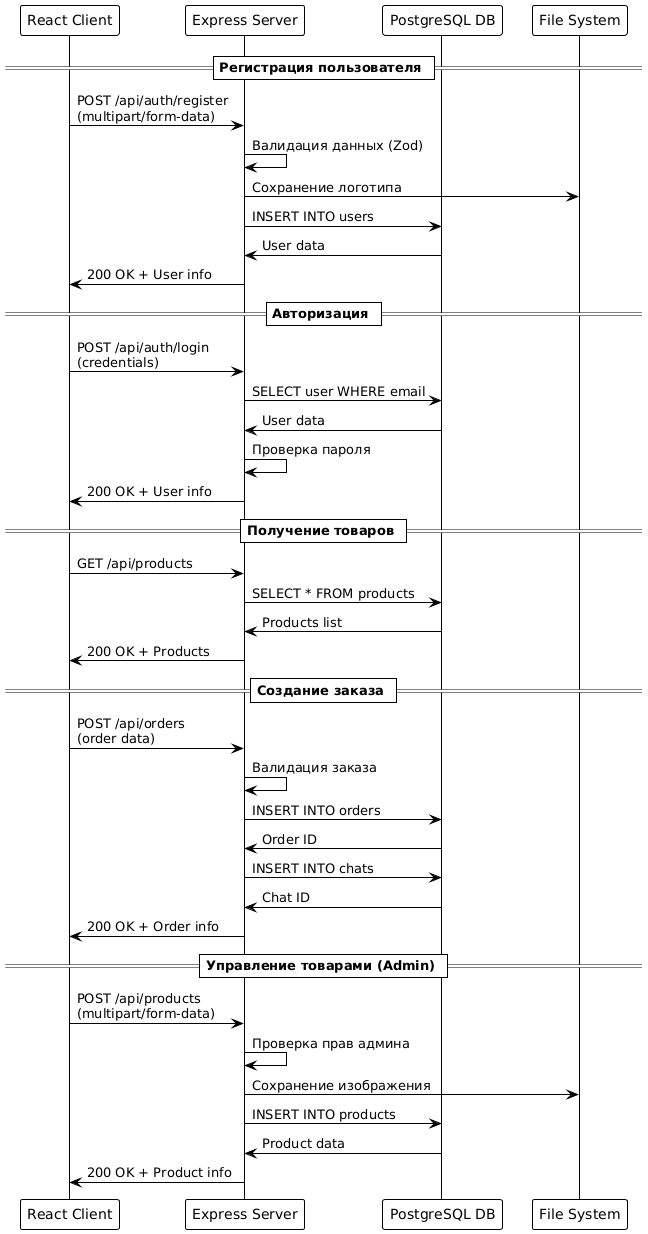 React Client
Express Server
PostgreSQL DB
File System
Регистрация пользователя
POST /api/auth/register
(multipart/form-data)
Валидация данных (Zod)
Сохранение логотипа
INSERT INTO users
User data
200 OK + User info
Авторизация
POST /api/auth/login
(credentials)
SELECT user WHERE email
User data
Проверка пароля
200 OK + User info
Получение товаров
GET /api/products
SELECT * FROM products
Products list
200 OK + Products
Создание заказа
POST /api/orders
(order data)
Валидация заказа
INSERT INTO orders
Order ID
INSERT INTO chats
Chat ID
200 OK + Order info
Управление товарами (Admin)
POST /api/products
(multipart/form-data)
Проверка прав админа
Сохранение изображения
INSERT INTO products
Product data
200 OK + Product info
React Client
Express Server
PostgreSQL DB
File System